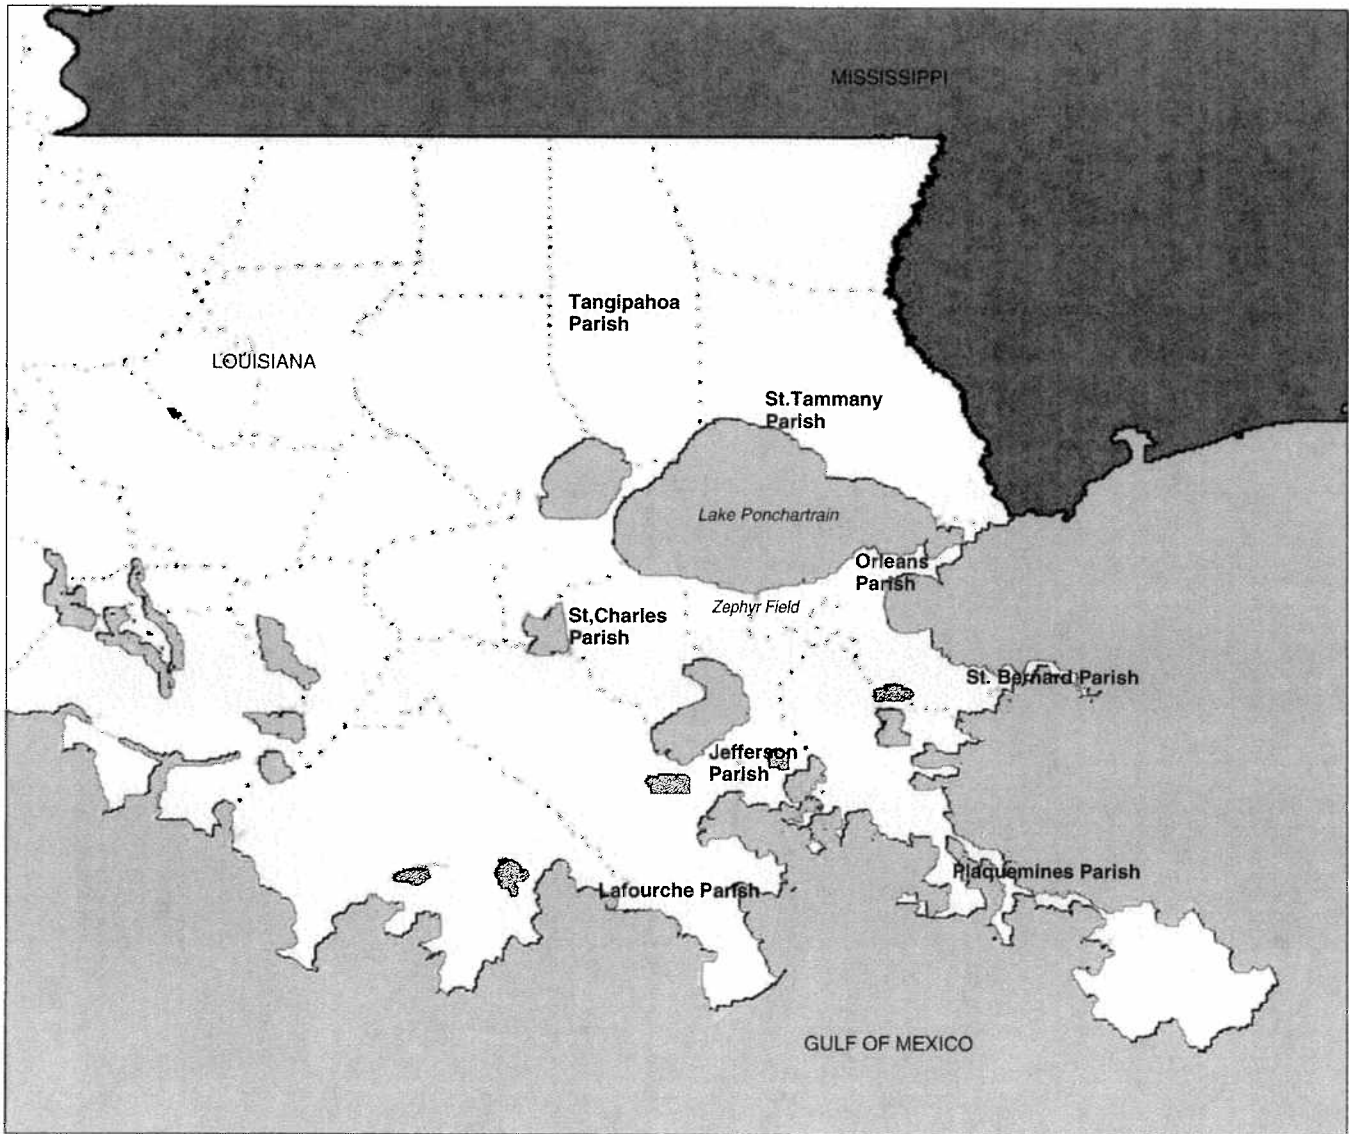 MISSISSIPPI
Tangipahoa
Parish
LOUISIANA
St.Tammany
Parish
Lake Ponchartrain
Orleans
Parish
Zephyr Field
St,Charles
Parish
St. Bernard Parish
Jefferson
Parish
Plaquemines Parish
Lafourche Parish
GULF OF MEXICO